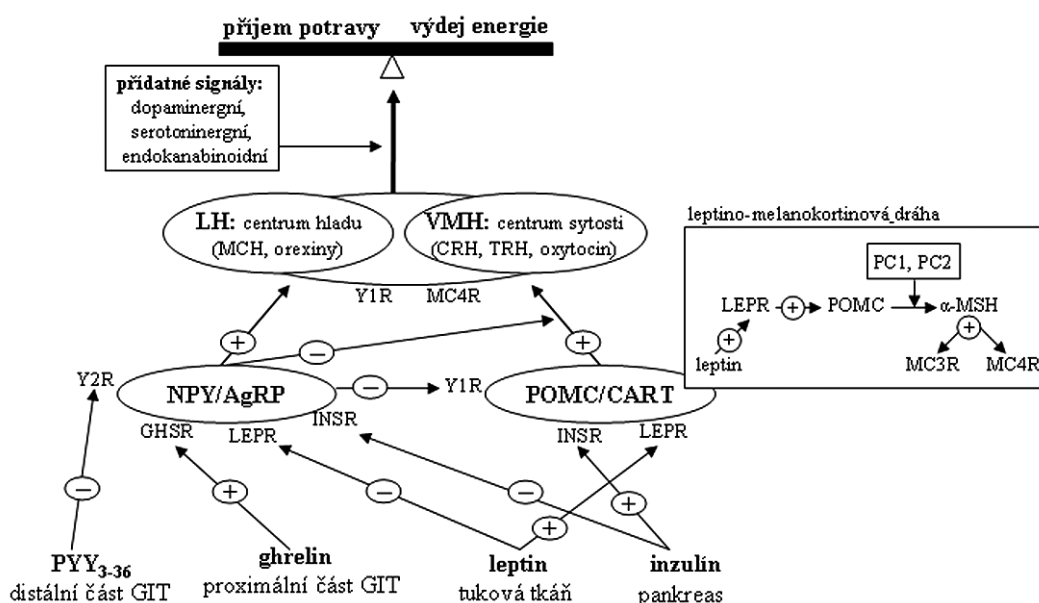 příjem potravy výdej energie
přídatné signály:
dopaminergní,
serotoninergní,
endokanabinoidní
LH: centrum hladu
(MCH, orexiny)
VMH: centrum sytosti
(CRH, TRH, oxytocin)
Y1R MC4R
leptino-melanokortinová dráha
PC1, PC2
LEPR + POMC α-MSH
+ +
leptin MC3R MC4R
+ − +
Y2R NPY/AgRP − Y1R POMC/CART
GHSR LEPR INSR INSR LEPR
− + − − + +
PYY3-36
distální část GIT
ghrelin
proximální část GIT
leptin
tuková tkáň
inzulín
pankreas